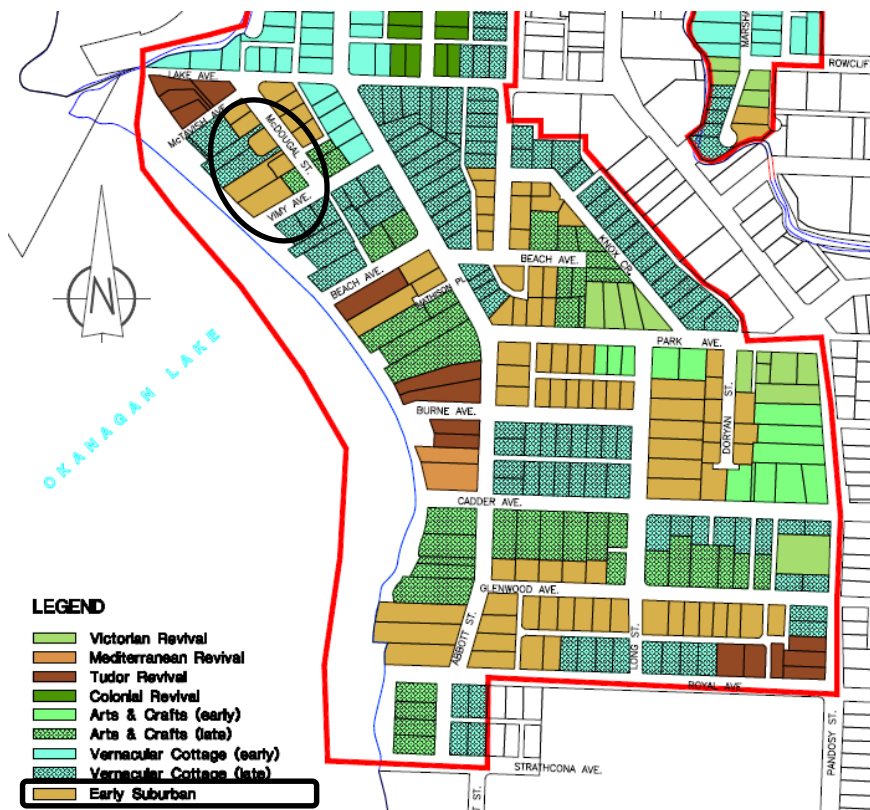 MARSHA
ROWCLIF
LAKE AVE.
McTAVISH AVE.
McDOUGAL ST.
VIMY AVE.
KNOX CR.
BEACH AVE.
BEACH AVE.
MATHISON PL.
N
OKANAGAN LAKE
PARK AVE.
DORYAN ST.
BURNE AVE.
CADDER AVE.
GLENWOOD AVE.
ABBOTT ST.
LONG ST.
ROYAL AVE.
PANDOSY ST.
STRATHCONA AVE.
T ST.
LEGEND
Victorian Revival
Mediterranean Revival
Tudor Revival
Colonial Revival
Arts & Crafts (early)
Arts & Crafts (late)
Vernacular Cottage (early)
Vernacular Cottage (late)
Early Suburban